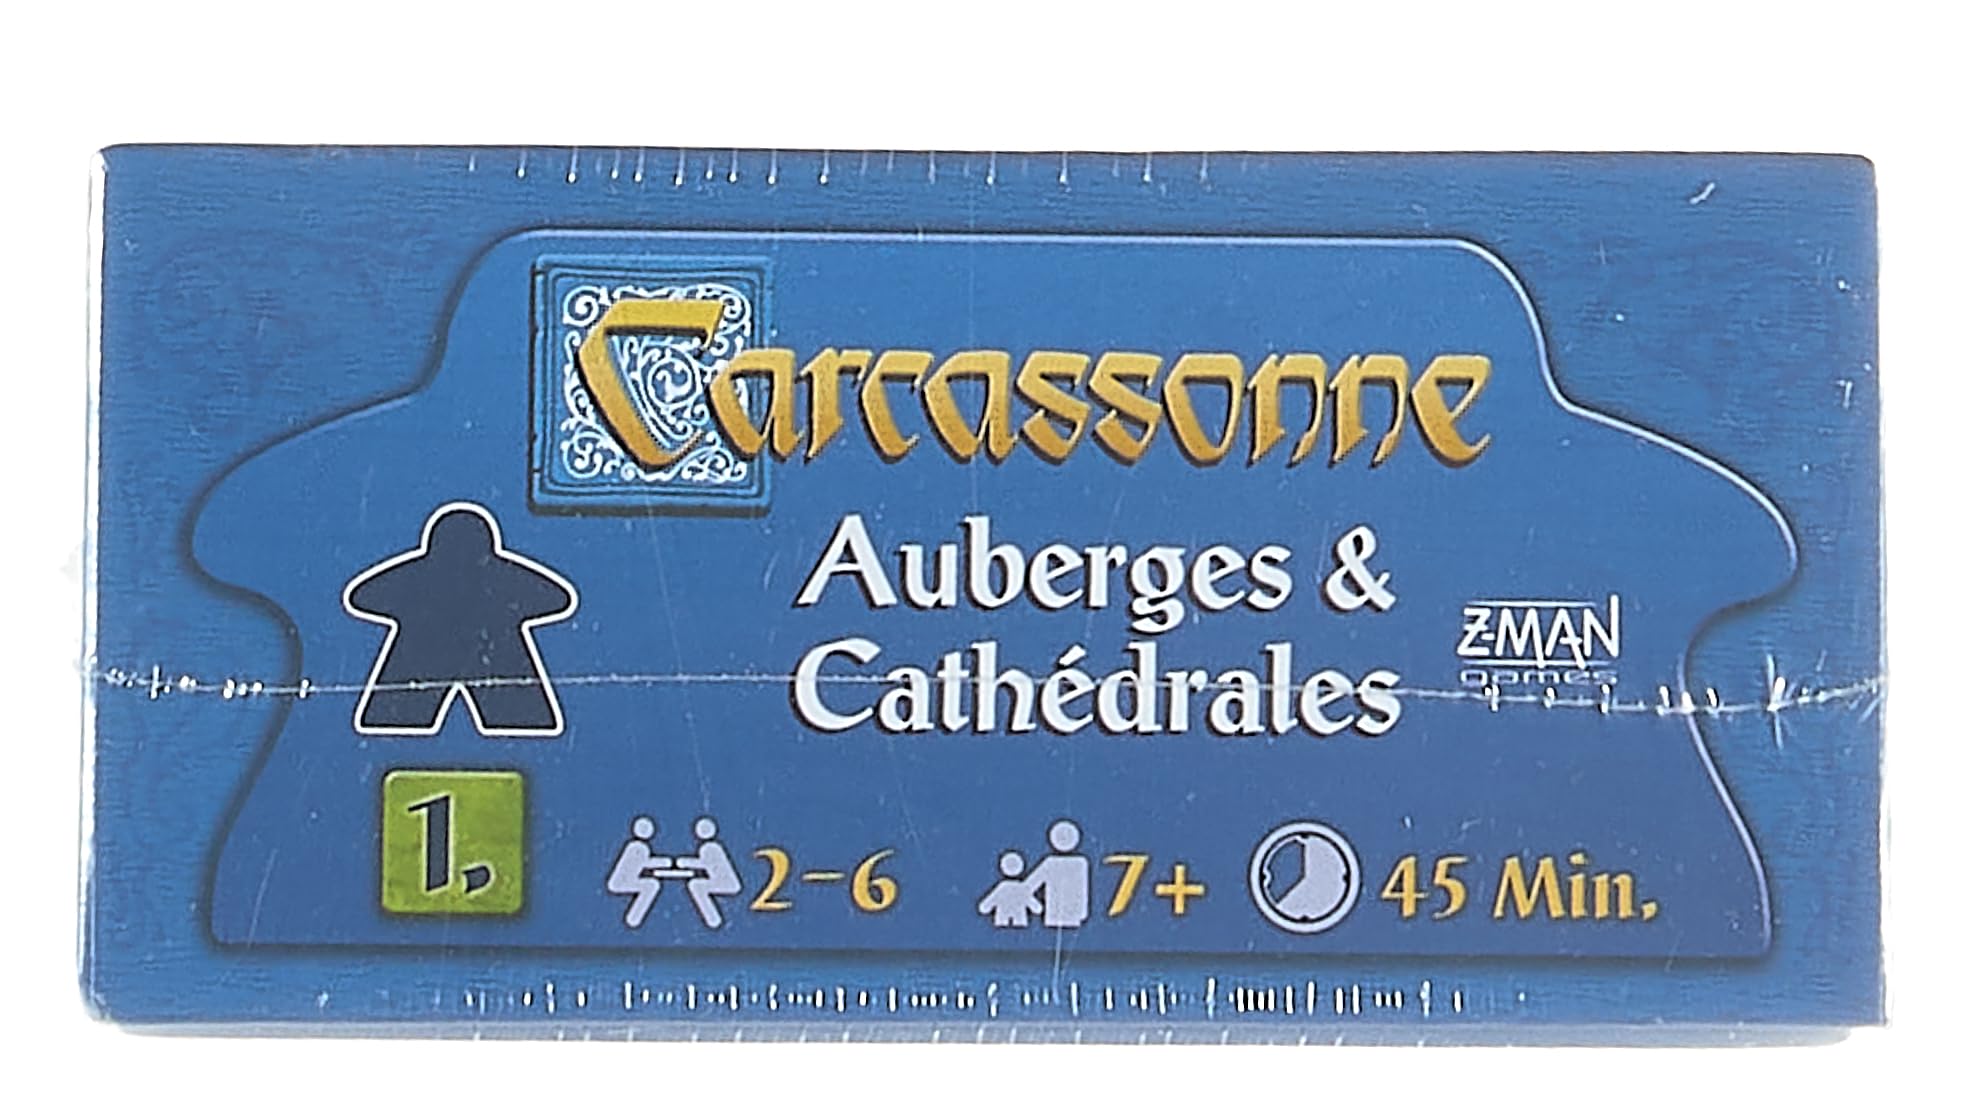 Carcassonne
Auberges &
Cathédrales
Z-MAN
games
1.
2-6
7+
45 Min.